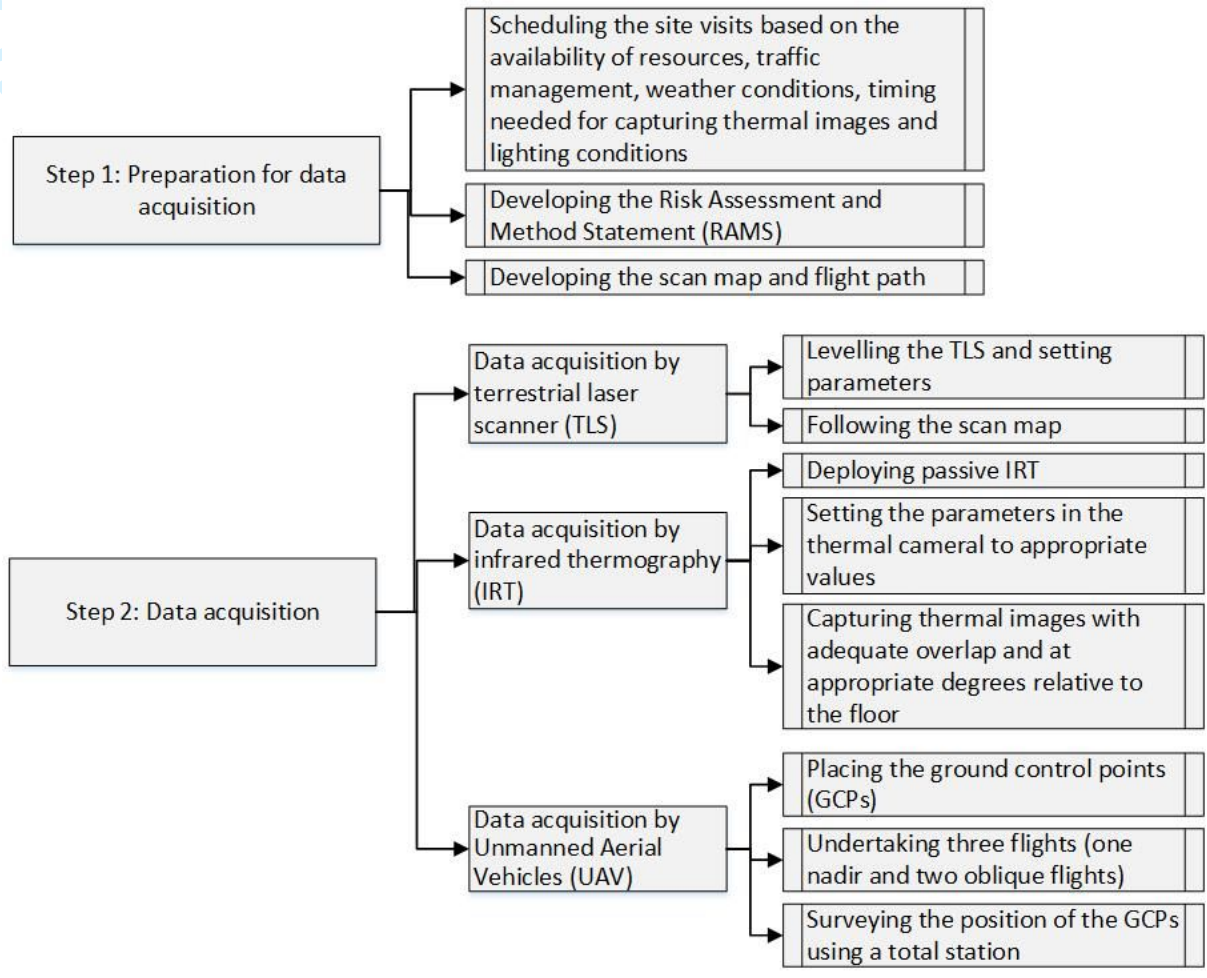 Step 1: Preparation for data
acquisition
Scheduling the site visits based on the
availability of resources, traffic
management, weather conditions, timing
needed for capturing thermal images and
lighting conditions
Developing the Risk Assessment and
Method Statement (RAMS)
Developing the scan map and flight path
Step 2: Data acquisition
Data acquisition by
terrestrial laser
scanner (TLS)
Levelling the TLS and setting
parameters
Following the scan map
Data acquisition by
infrared thermography
(IRT)
Deploying passive IRT
Setting the parameters in the
thermal cameral to appropriate
values
Capturing thermal images with
adequate overlap and at
appropriate degrees relative to
the floor
Data acquisition by
Unmanned Aerial
Vehicles (UAV)
Placing the ground control points
(GCPs)
Undertaking three flights (one
nadir and two oblique flights)
Surveying the position of the GCPs
using a total station